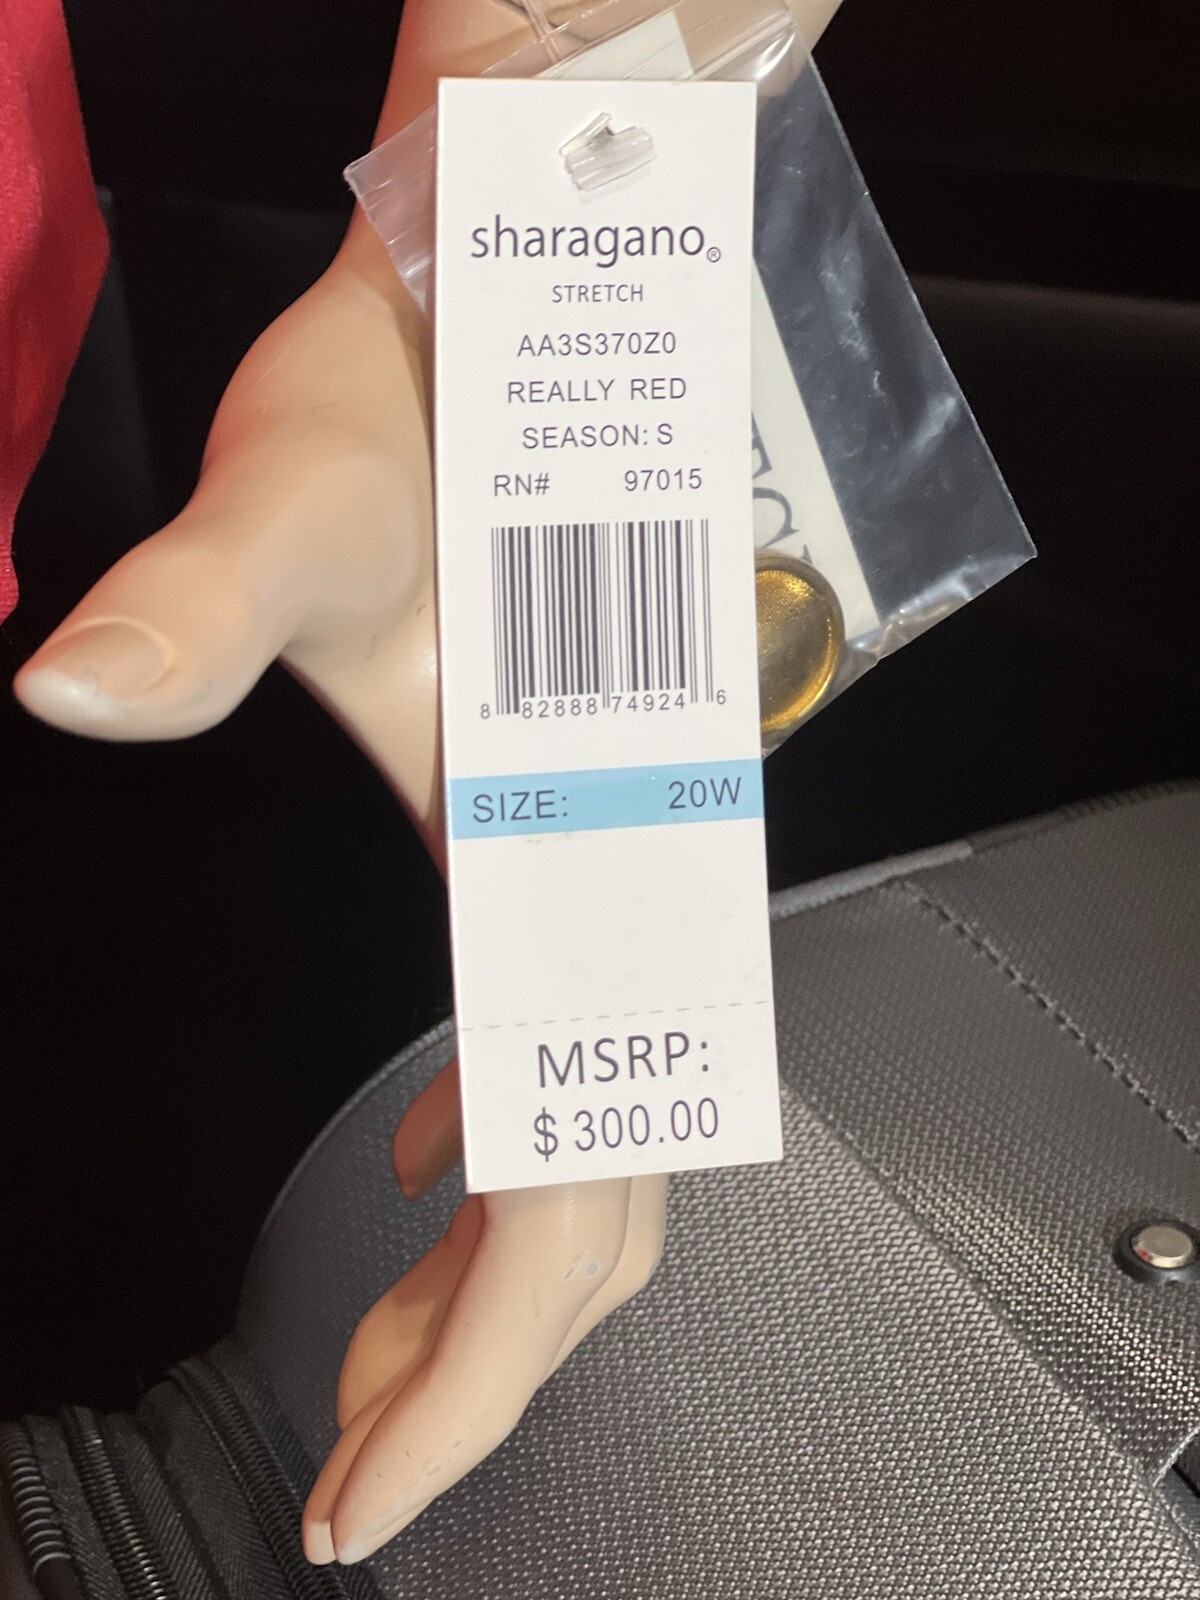 sharagano®
STRETCH
AA3S370Z0
REALLY RED
SEASON: S
RN# 97015
8 82888 74924 6
SIZE: 20W
MSRP:
$ 300.00